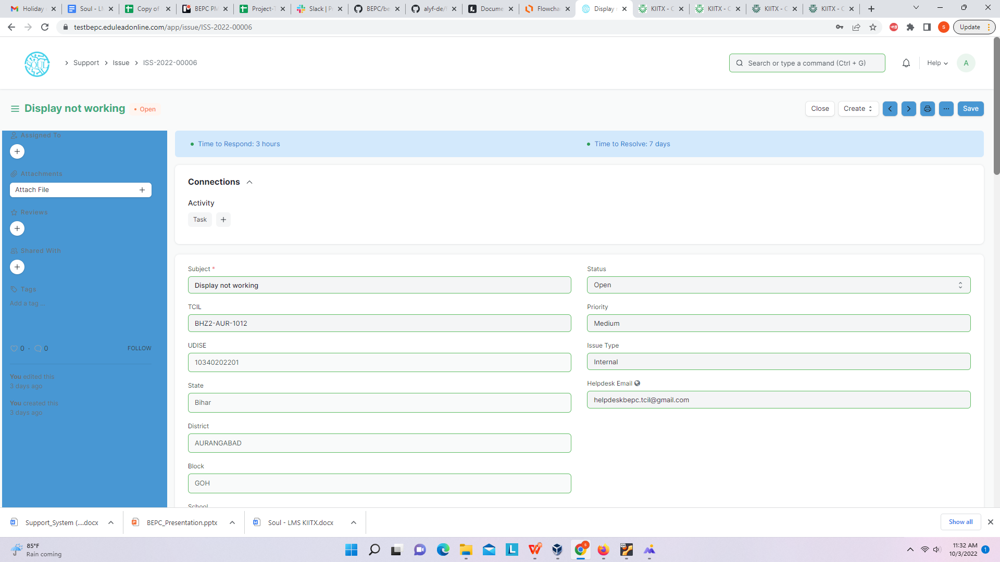 Holiday
Soul - LM
Copy of
BEPC PM
Project-T
Slack | P
BEPC/be
alyf-de/f
Docume
Flowcha
Display
KIITX - C
KIITX - C
KIITX - C
KIITX - C
testbepc.eduleadonline.com/app/issue/ISS-2022-00006
S
Update
SOUL
Support
Issue
ISS-2022-00006
Search or type a command (Ctrl + G)
Help
A
Display not working
Open
Close
Create
Save
Assigned To
Attachments
Attach File
Reviews
Shared With
Tags
Add a tag ...
0 · 0
FOLLOW
You edited this
3 days ago
You created this
3 days ago
Time to Respond: 3 hours
Time to Resolve: 7 days
Connections
Activity
Task
Subject *
Display not working
TCIL
BHZ2-AUR-1012
UDISE
10340202201
State
Bihar
District
AURANGABAD
Block
GOH
School
Status
Open
Priority
Medium
Issue Type
Internal
Helpdesk Email
helpdeskbepc.tcil@gmail.com
Support_System (....docx
BEPC_Presentation.pptx
Soul - LMS KIITX.docx
Show all
85°F
Rain coming
11:32 AM
10/3/2022
1